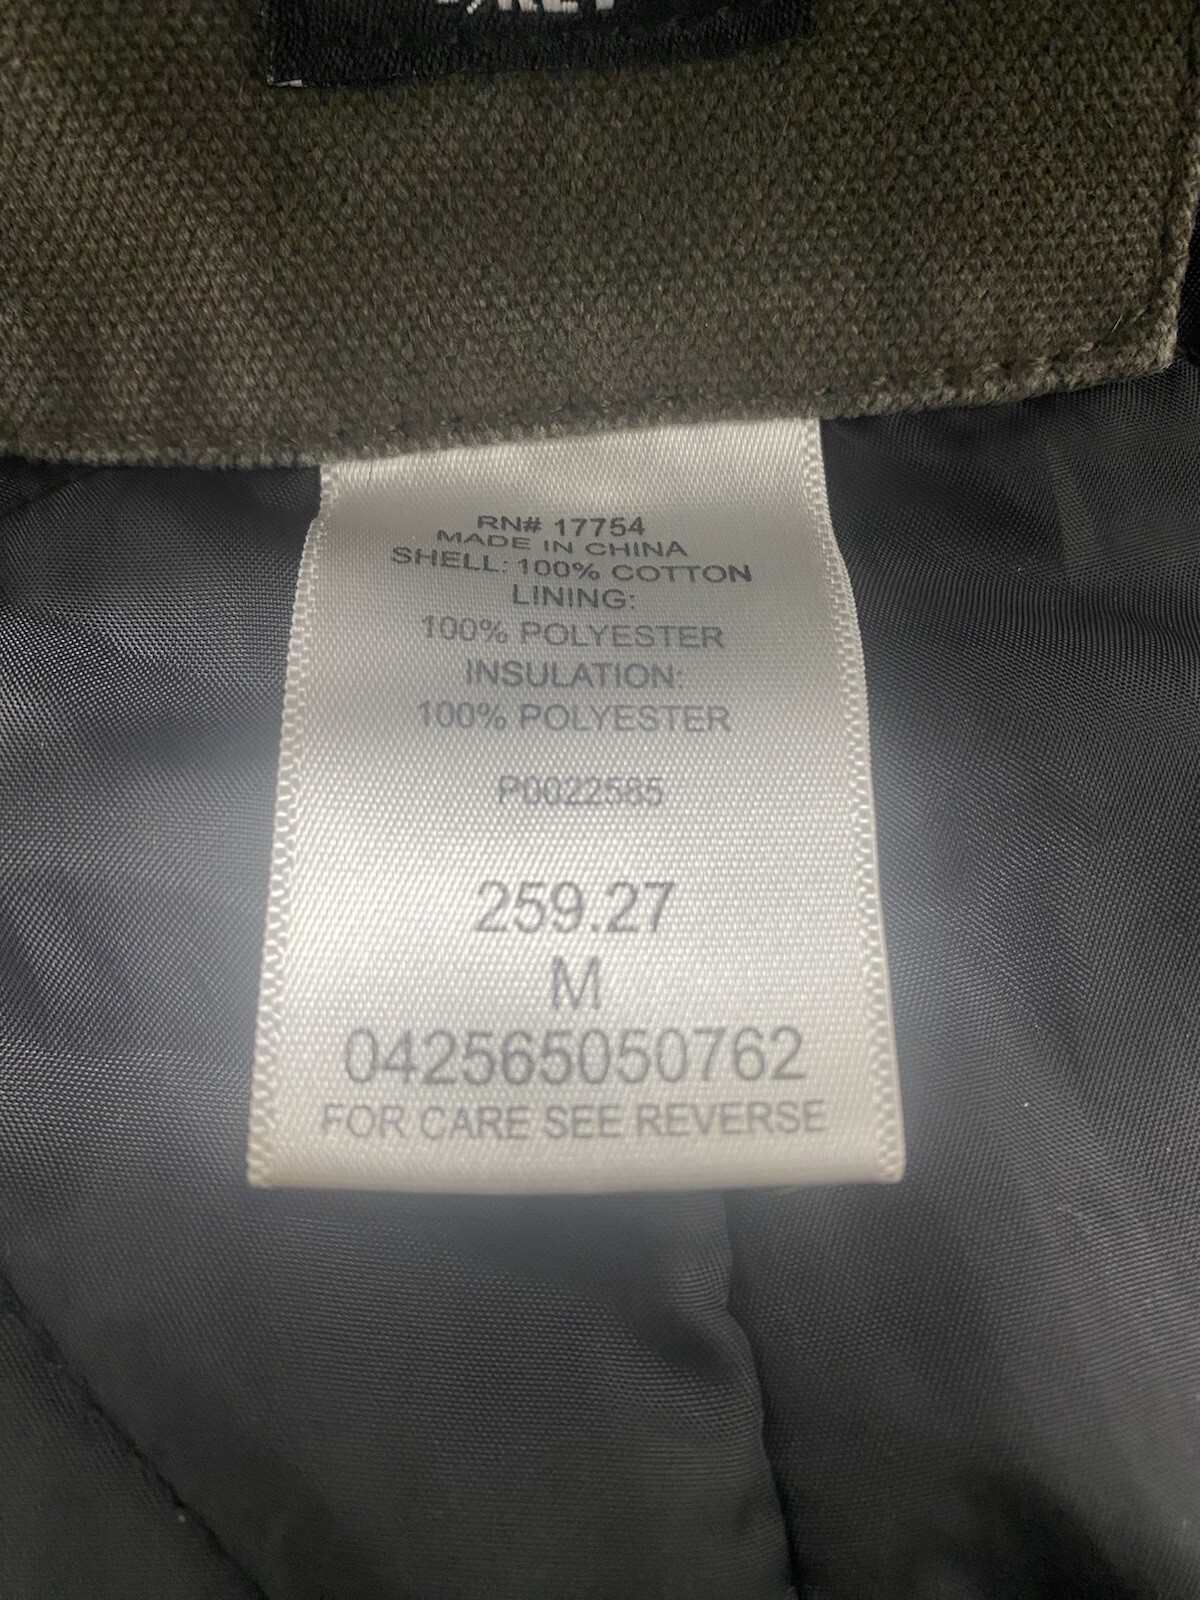 RN# 17754
MADE IN CHINA
SHELL: 100% COTTON
LINING:
100% POLYESTER
INSULATION:
100% POLYESTER
P0022585
259.27
M
042565050762
FOR CARE SEE REVERSE